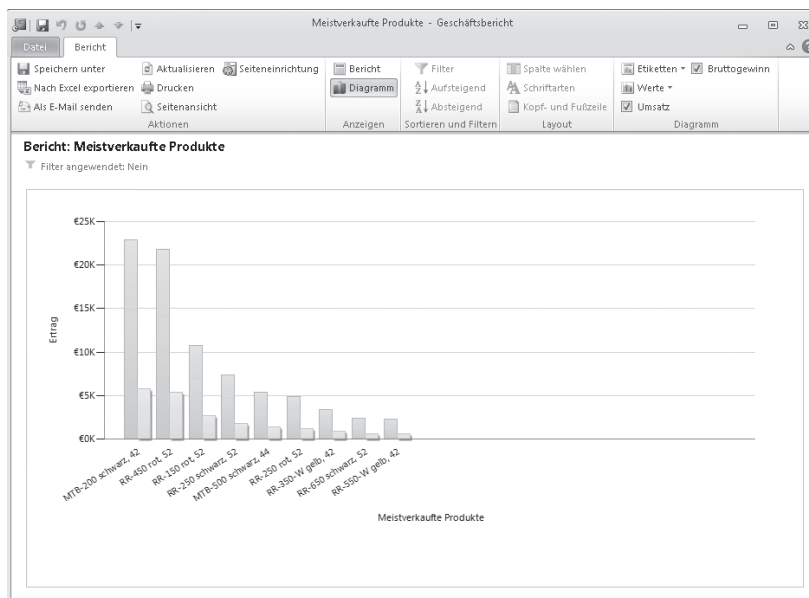 Meistverkaufte Produkte - Geschäftsbericht
Datei Bericht
Speichern unter Aktualisieren Seiteneinrichtung Bericht Filter Spalte wählen Etiketten Bruttogewinn
Nach Excel exportieren Drucken Diagramm Aufsteigend Schriftarten Werte
Als E-Mail senden Seitenansicht Absteigend Kopf- und Fußzeile Umsatz
Aktionen Anzeigen Sortieren und Filtern Layout Diagramm
Bericht: Meistverkaufte Produkte
Filter angewendet: Nein
€25K
€20K
€15K
€10K
€5K
€0K
Ertrag
MTB-200 schwarz, 42
RR-450 rot, 52
RR-150 rot, 52
RR-250 schwarz, 52
MTB-500 schwarz, 44
RR-250 rot, 52
RR-350-W gelb, 42
RR-650 schwarz, 52
RR-550-W gelb, 42
Meistverkaufte Produkte